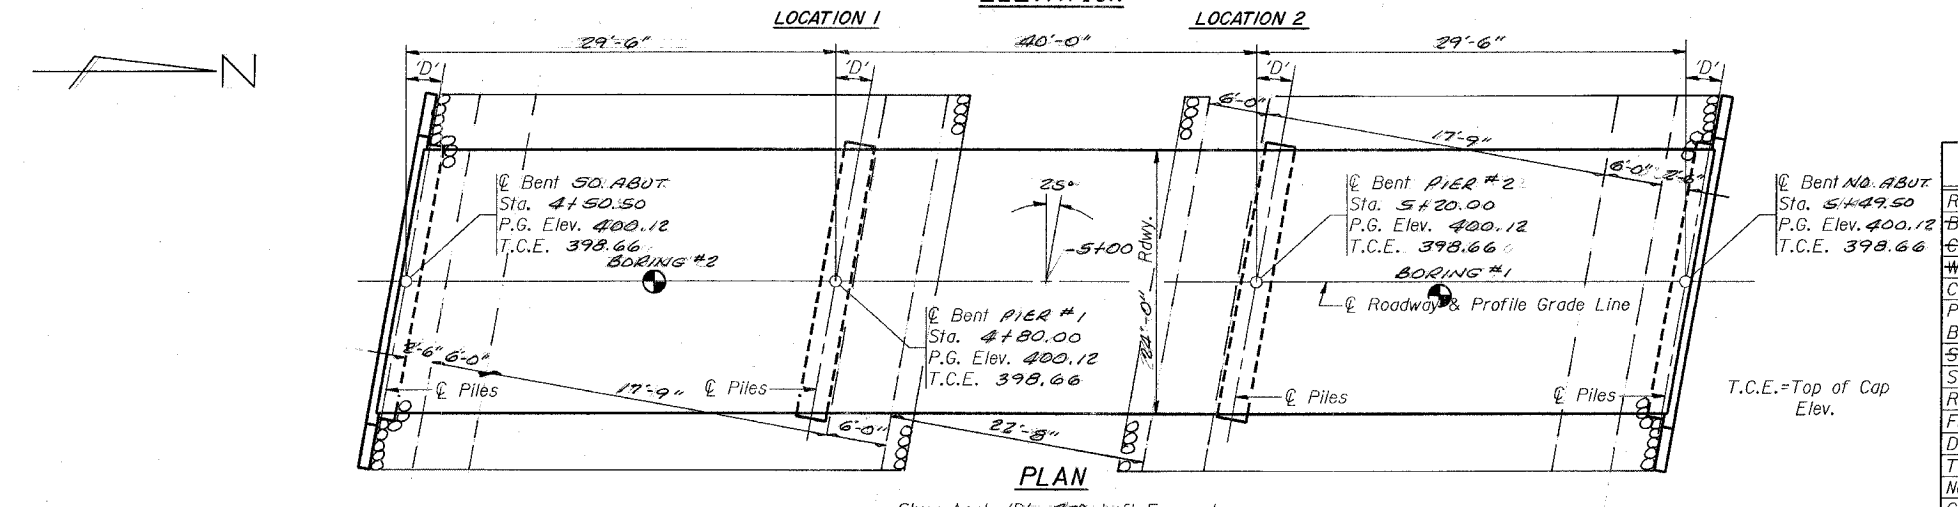 LOCATION 1
LOCATION 2
29'-6"
40'-0"
29'-6"
'D'
'D'
'D'
'D'
N
6'-0"
17'-9"
6'-0"
2'-6"
℄ Bent SO. ABUT.
Sta. 4+50.50
P.G. Elev. 400.12
T.C.E. 398.66
BORING #2
25°
5+00
24'-0" Rdwy.
℄ Bent PIER #2
Sta. 5+20.00
P.G. Elev. 400.12
T.C.E. 398.66
BORING #1
℄ Roadway & Profile Grade Line
℄ Bent NO. ABUT.
Sta. 5+49.50
P.G. Elev. 400.12
T.C.E. 398.66
℄ Bent PIER #1
Sta. 4+80.00
P.G. Elev. 400.12
T.C.E. 398.66
2'-6"
6'-0"
17'-9"
6'-0"
22'-8"
℄ Piles
℄ Piles
℄ Piles
℄ Piles
T.C.E.=Top of Cap
Elev.
PLAN